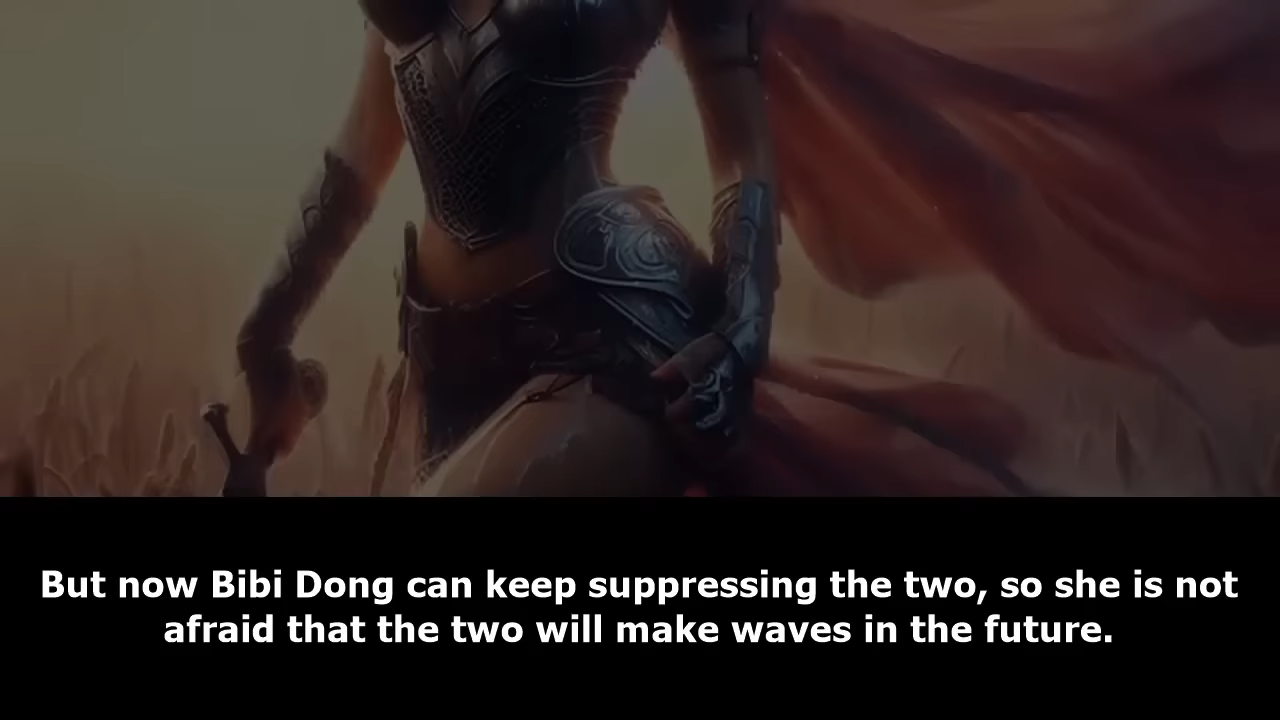 But now Bibi Dong can keep suppressing the two, so she is not
afraid that the two will make waves in the future.